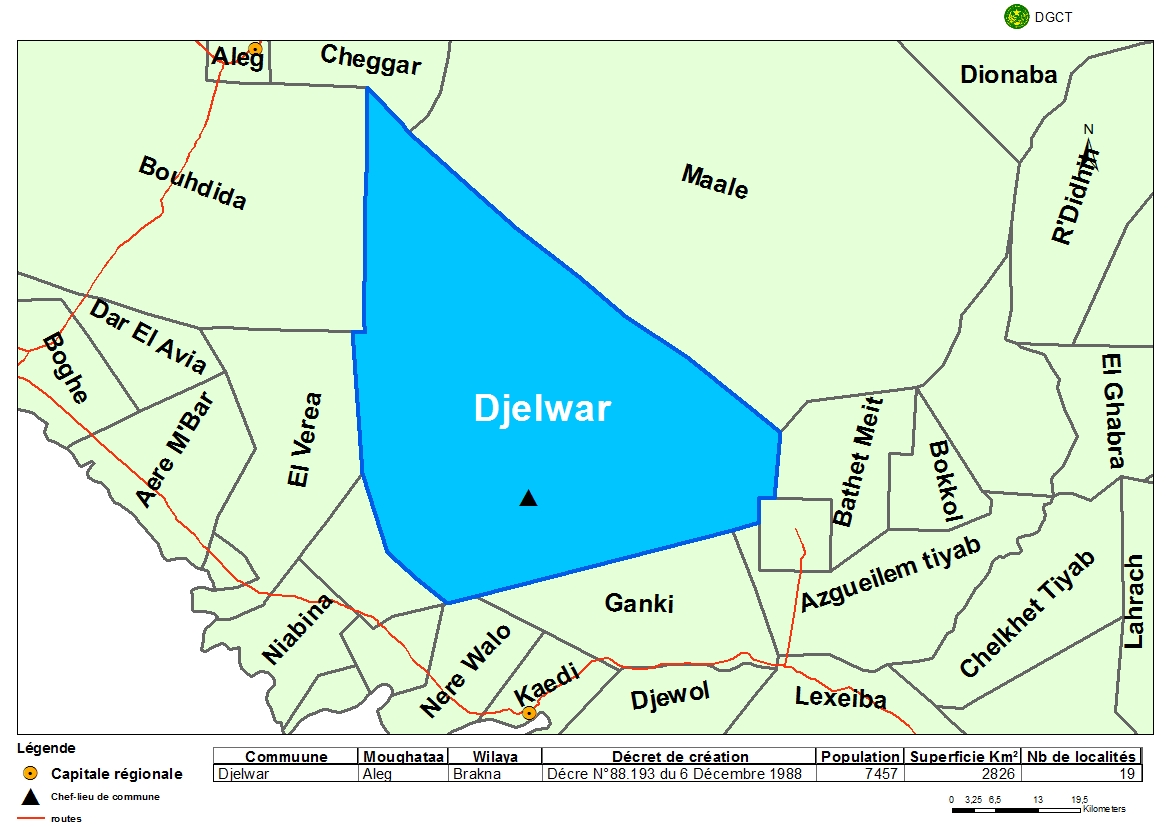 DGCT
Aleg
Cheggar
Dionaba
N
Bouhdida
Maale
R'Didhih
Dar El Avia
Boghe
El Ghabra
Aere M'Bar
El Verea
Djelwar
Bathet Meit
Bokkol
Azgueilem tiyab
Chelkhet Tiyab
Lahrach
Niabina
Ganki
Nere Walo
Kaedi
Djewol
Lexeiba
Légende
Capitale régionale
Chef-lieu de commune
routes
Commuune Moughataa Wilaya Décret de création Population Superficie Km² Nb de localités
Djelwar Aleg Brakna Décre N°88.193 du 6 Décembre 1988 7457 2826 19
0 3,25 6,5 13 19,5
Kilometers